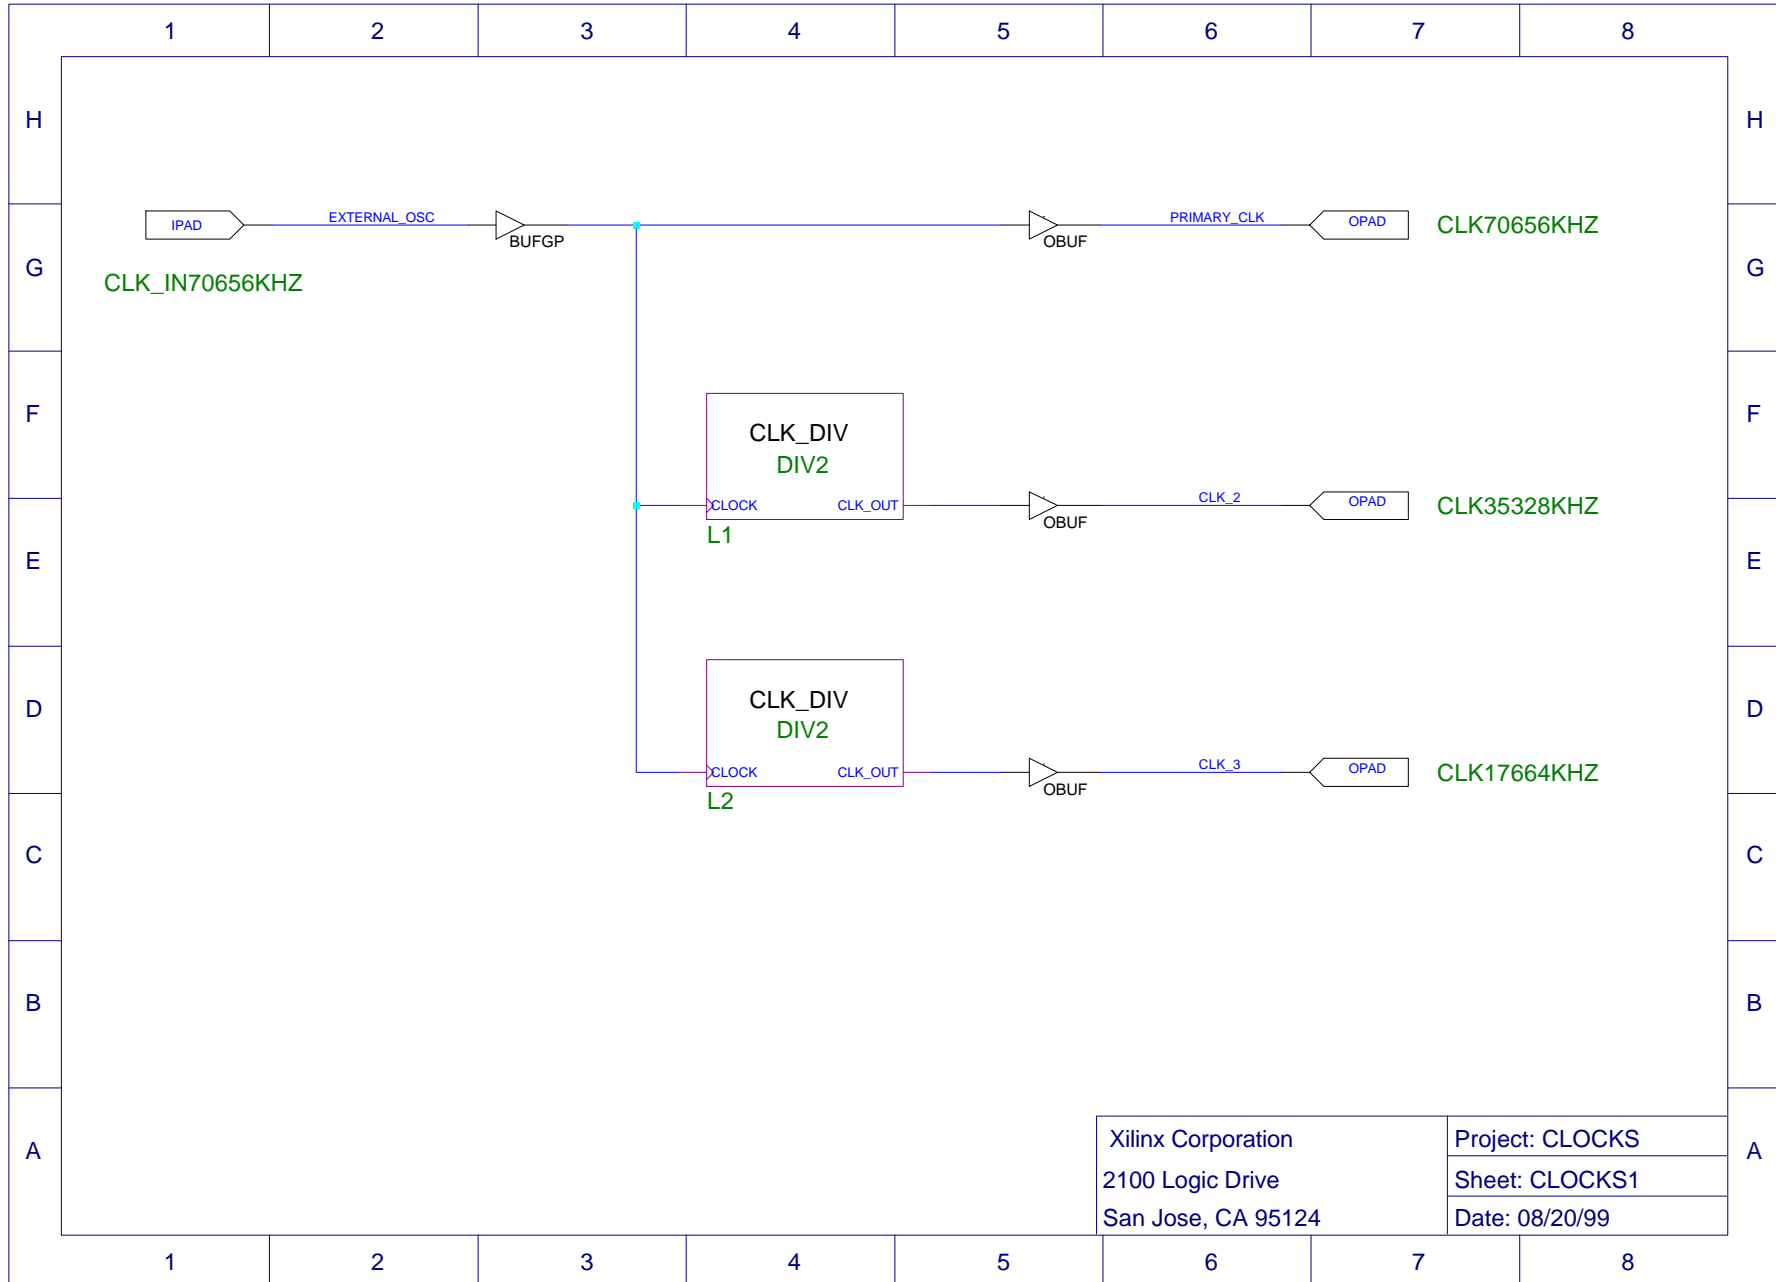 1 2 3 4 5 6 7 8
H H
IPAD EXTERNAL_OSC PRIMARY_CLK OPAD CLK70656KHZ
BUFGP OBUF
G G
CLK_IN70656KHZ
F F
CLK_DIV
DIV2
CLOCK CLK_OUT CLK_2 OPAD CLK35328KHZ
OBUF
L1
E E
CLK_DIV
D D
DIV2
CLOCK CLK_OUT CLK_3 OPAD CLK17664KHZ
OBUF
L2
C C
B B
A A
Xilinx Corporation
2100 Logic Drive
San Jose, CA 95124
Project: CLOCKS
Sheet: CLOCKS1
Date: 08/20/99
1 2 3 4 5 6 7 8